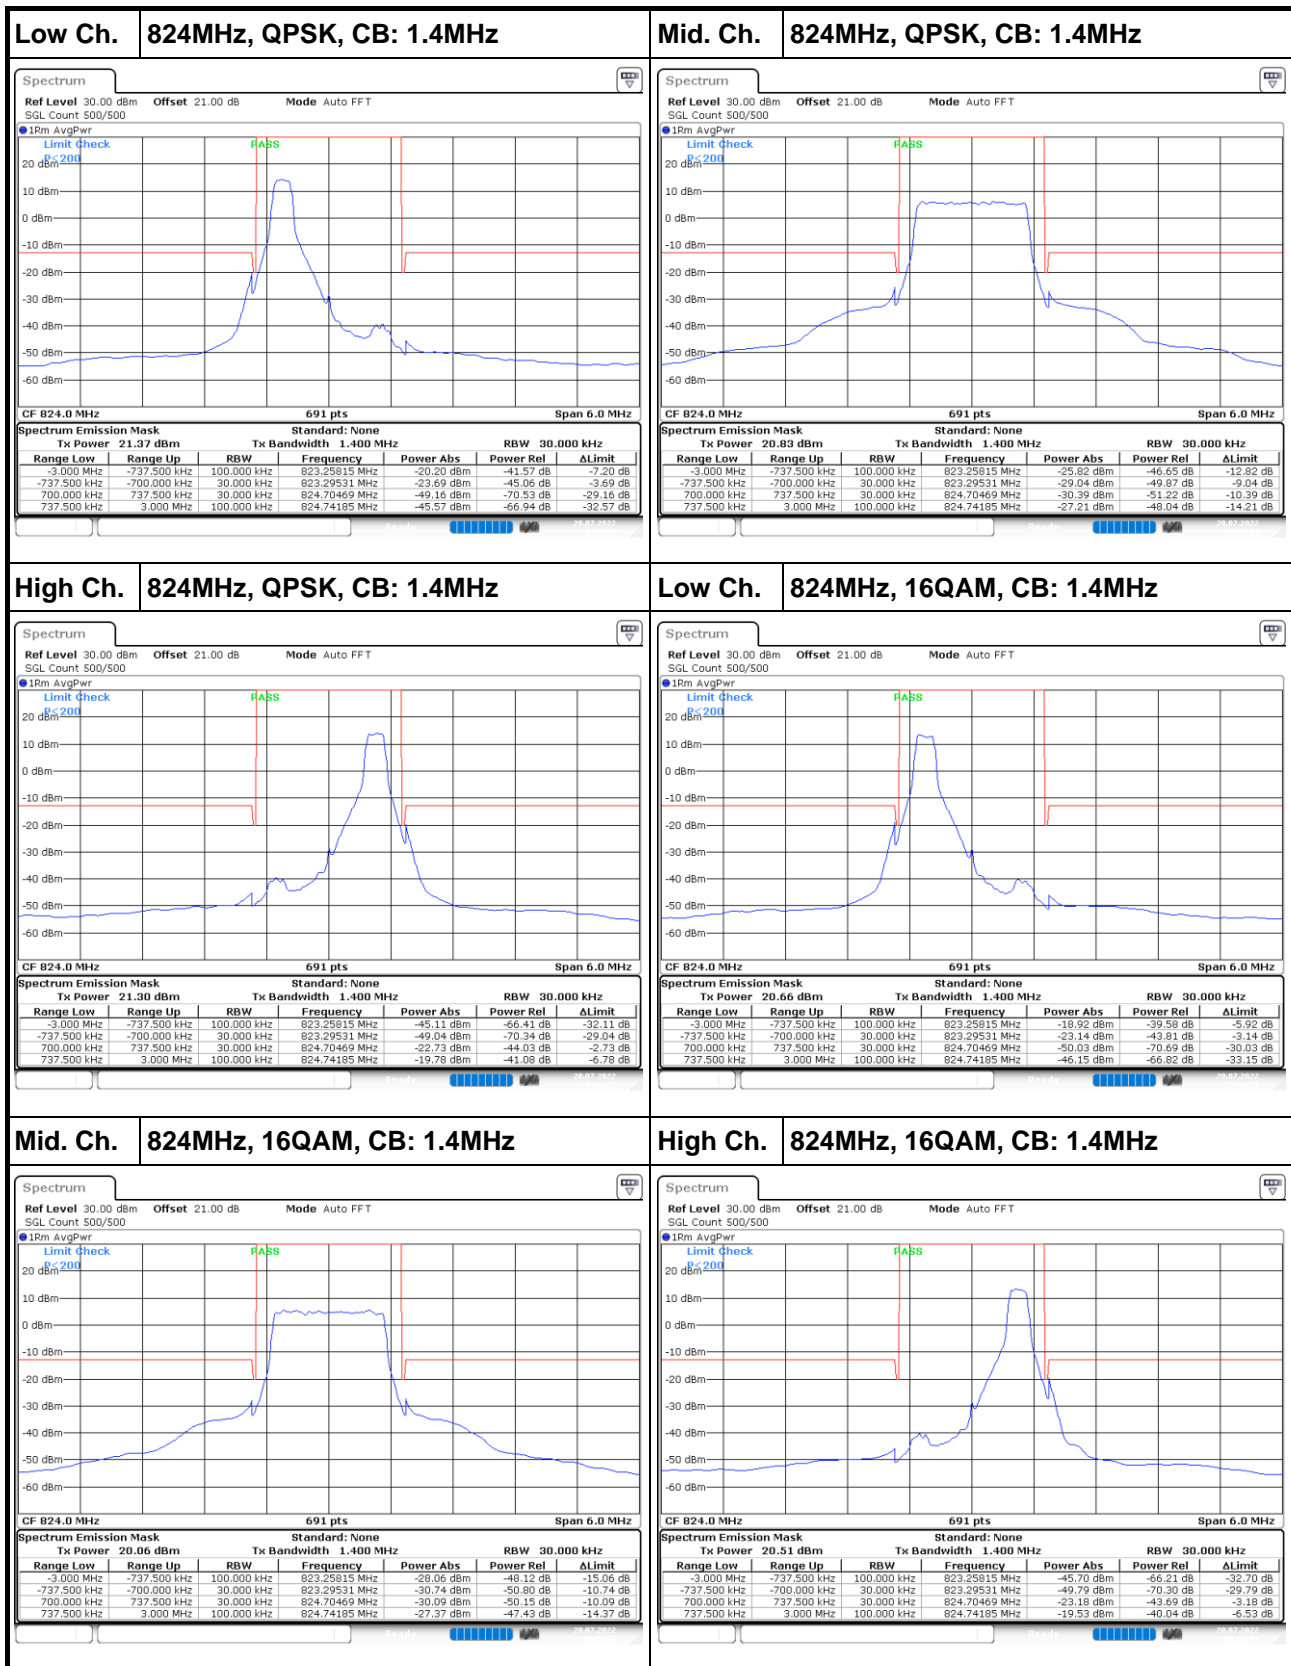 Low Ch. 824MHz, QPSK, CB: 1.4MHz
Spectrum
Ref Level 30.00 dBm Offset 21.00 dB Mode Auto FFT
SGL Count 500/500
1Rm AvgPwr
Limit Check PASS
P<200
20 dBm
10 dBm
0 dBm
-10 dBm
-20 dBm
-30 dBm
-40 dBm
-50 dBm
-60 dBm
CF 824.0 MHz 691 pts Span 6.0 MHz
Spectrum Emission Mask Standard: None
Tx Power 21.37 dBm Tx Bandwidth 1.400 MHz RBW 30.000 kHz
Range Low Range Up RBW Frequency Power Abs Power Rel ΔLimit
-3.000 MHz -737.500 kHz 100.000 kHz 823.25815 MHz -20.20 dBm -41.57 dB -7.20 dB
-737.500 kHz -700.000 kHz 30.000 kHz 823.29531 MHz -23.69 dBm -45.06 dB -3.69 dB
700.000 kHz 737.500 kHz 30.000 kHz 824.70469 MHz -49.16 dBm -70.53 dB -29.16 dB
737.500 kHz 3.000 MHz 100.000 kHz 824.74185 MHz -45.57 dBm -66.94 dB -32.57 dB
Mid. Ch. 824MHz, QPSK, CB: 1.4MHz
Spectrum
Ref Level 30.00 dBm Offset 21.00 dB Mode Auto FFT
SGL Count 500/500
1Rm AvgPwr
Limit Check PASS
P<200
20 dBm
10 dBm
0 dBm
-10 dBm
-20 dBm
-30 dBm
-40 dBm
-50 dBm
-60 dBm
CF 824.0 MHz 691 pts Span 6.0 MHz
Spectrum Emission Mask Standard: None
Tx Power 20.83 dBm Tx Bandwidth 1.400 MHz RBW 30.000 kHz
Range Low Range Up RBW Frequency Power Abs Power Rel ΔLimit
-3.000 MHz -737.500 kHz 100.000 kHz 823.25815 MHz -25.82 dBm -46.65 dB -12.82 dB
-737.500 kHz -700.000 kHz 30.000 kHz 823.29531 MHz -29.04 dBm -49.87 dB -9.04 dB
700.000 kHz 737.500 kHz 30.000 kHz 824.70469 MHz -30.39 dBm -51.22 dB -10.39 dB
737.500 kHz 3.000 MHz 100.000 kHz 824.74185 MHz -27.21 dBm -48.04 dB -14.21 dB
High Ch. 824MHz, QPSK, CB: 1.4MHz
Spectrum
Ref Level 30.00 dBm Offset 21.00 dB Mode Auto FFT
SGL Count 500/500
1Rm AvgPwr
Limit Check PASS
P<200
20 dBm
10 dBm
0 dBm
-10 dBm
-20 dBm
-30 dBm
-40 dBm
-50 dBm
-60 dBm
CF 824.0 MHz 691 pts Span 6.0 MHz
Spectrum Emission Mask Standard: None
Tx Power 21.30 dBm Tx Bandwidth 1.400 MHz RBW 30.000 kHz
Range Low Range Up RBW Frequency Power Abs Power Rel ΔLimit
-3.000 MHz -737.500 kHz 100.000 kHz 823.25815 MHz -45.11 dBm -66.41 dB -32.11 dB
-737.500 kHz -700.000 kHz 30.000 kHz 823.29531 MHz -49.04 dBm -70.34 dB -29.04 dB
700.000 kHz 737.500 kHz 30.000 kHz 824.70469 MHz -22.73 dBm -44.03 dB -2.73 dB
737.500 kHz 3.000 MHz 100.000 kHz 824.74185 MHz -19.78 dBm -41.08 dB -6.78 dB
Low Ch. 824MHz, 16QAM, CB: 1.4MHz
Spectrum
Ref Level 30.00 dBm Offset 21.00 dB Mode Auto FFT
SGL Count 500/500
1Rm AvgPwr
Limit Check PASS
P<200
20 dBm
10 dBm
0 dBm
-10 dBm
-20 dBm
-30 dBm
-40 dBm
-50 dBm
-60 dBm
CF 824.0 MHz 691 pts Span 6.0 MHz
Spectrum Emission Mask Standard: None
Tx Power 20.66 dBm Tx Bandwidth 1.400 MHz RBW 30.000 kHz
Range Low Range Up RBW Frequency Power Abs Power Rel ΔLimit
-3.000 MHz -737.500 kHz 100.000 kHz 823.25815 MHz -18.92 dBm -39.58 dB -5.92 dB
-737.500 kHz -700.000 kHz 30.000 kHz 823.29531 MHz -23.14 dBm -43.81 dB -3.14 dB
700.000 kHz 737.500 kHz 30.000 kHz 824.70469 MHz -50.03 dBm -70.69 dB -30.03 dB
737.500 kHz 3.000 MHz 100.000 kHz 824.74185 MHz -46.15 dBm -66.82 dB -33.15 dB
Mid. Ch. 824MHz, 16QAM, CB: 1.4MHz
Spectrum
Ref Level 30.00 dBm Offset 21.00 dB Mode Auto FFT
SGL Count 500/500
1Rm AvgPwr
Limit Check PASS
P<200
20 dBm
10 dBm
0 dBm
-10 dBm
-20 dBm
-30 dBm
-40 dBm
-50 dBm
-60 dBm
CF 824.0 MHz 691 pts Span 6.0 MHz
Spectrum Emission Mask Standard: None
Tx Power 20.06 dBm Tx Bandwidth 1.400 MHz RBW 30.000 kHz
Range Low Range Up RBW Frequency Power Abs Power Rel ΔLimit
-3.000 MHz -737.500 kHz 100.000 kHz 823.25815 MHz -28.06 dBm -48.12 dB -15.06 dB
-737.500 kHz -700.000 kHz 30.000 kHz 823.29531 MHz -30.74 dBm -50.80 dB -10.74 dB
700.000 kHz 737.500 kHz 30.000 kHz 824.70469 MHz -30.09 dBm -50.15 dB -10.09 dB
737.500 kHz 3.000 MHz 100.000 kHz 824.74185 MHz -27.37 dBm -47.43 dB -14.37 dB
High Ch. 824MHz, 16QAM, CB: 1.4MHz
Spectrum
Ref Level 30.00 dBm Offset 21.00 dB Mode Auto FFT
SGL Count 500/500
1Rm AvgPwr
Limit Check PASS
P<200
20 dBm
10 dBm
0 dBm
-10 dBm
-20 dBm
-30 dBm
-40 dBm
-50 dBm
-60 dBm
CF 824.0 MHz 691 pts Span 6.0 MHz
Spectrum Emission Mask Standard: None
Tx Power 20.51 dBm Tx Bandwidth 1.400 MHz RBW 30.000 kHz
Range Low Range Up RBW Frequency Power Abs Power Rel ΔLimit
-3.000 MHz -737.500 kHz 100.000 kHz 823.25815 MHz -45.70 dBm -66.21 dB -32.70 dB
-737.500 kHz -700.000 kHz 30.000 kHz 823.29531 MHz -49.79 dBm -70.30 dB -29.79 dB
700.000 kHz 737.500 kHz 30.000 kHz 824.70469 MHz -23.18 dBm -43.69 dB -3.18 dB
737.500 kHz 3.000 MHz 100.000 kHz 824.74185 MHz -19.53 dBm -40.04 dB -6.53 dB